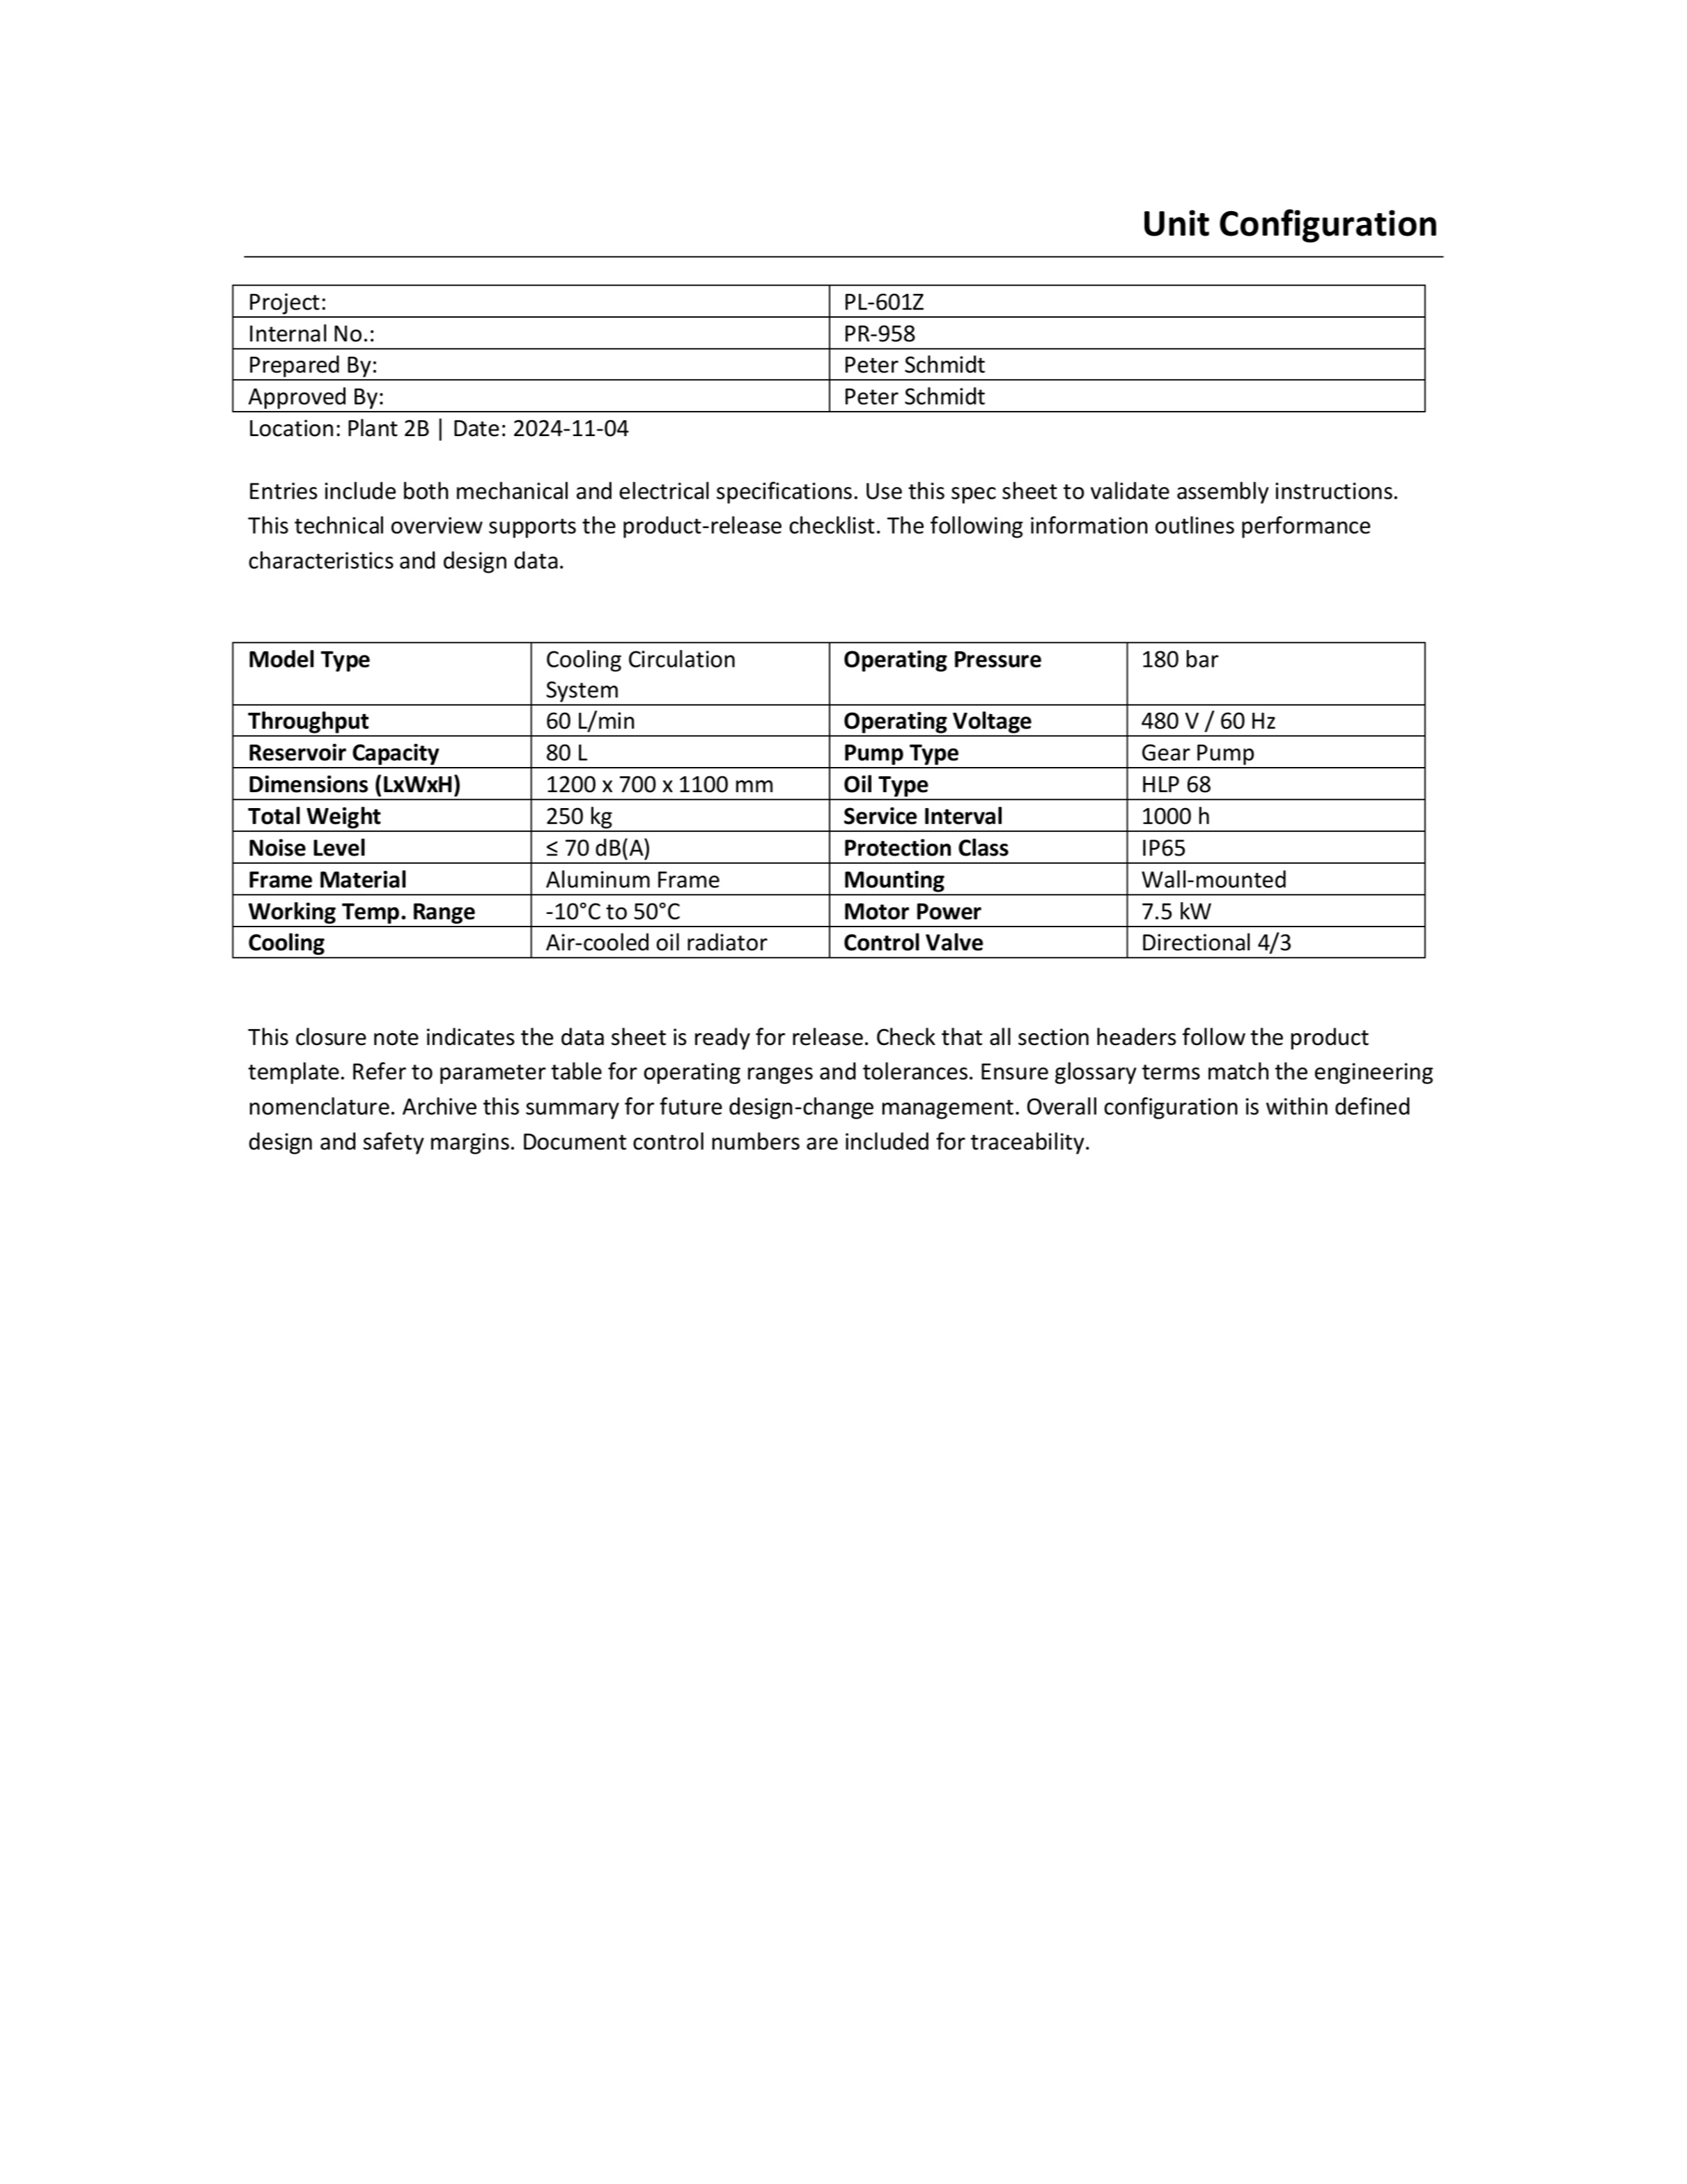 Unit Configuration
Project: PL-601Z
Internal No.: PR-958
Prepared By: Peter Schmidt
Approved By: Peter Schmidt
Location: Plant 2B | Date: 2024-11-04
Entries include both mechanical and electrical specifications. Use this spec sheet to validate assembly instructions.
This technical overview supports the product-release checklist. The following information outlines performance
characteristics and design data.
Model Type Cooling Circulation Operating Pressure 180 bar
System
Throughput 60 L/min Operating Voltage 480 V / 60 Hz
Reservoir Capacity 80 L Pump Type Gear Pump
Dimensions (LxWxH) 1200 x 700 x 1100 mm Oil Type HLP 68
Total Weight 250 kg Service Interval 1000 h
Noise Level ≤ 70 dB(A) Protection Class IP65
Frame Material Aluminum Frame Mounting Wall-mounted
Working Temp. Range -10°C to 50°C Motor Power 7.5 kW
Cooling Air-cooled oil radiator Control Valve Directional 4/3
This closure note indicates the data sheet is ready for release. Check that all section headers follow the product
template. Refer to parameter table for operating ranges and tolerances. Ensure glossary terms match the engineering
nomenclature. Archive this summary for future design-change management. Overall configuration is within defined
design and safety margins. Document control numbers are included for traceability.